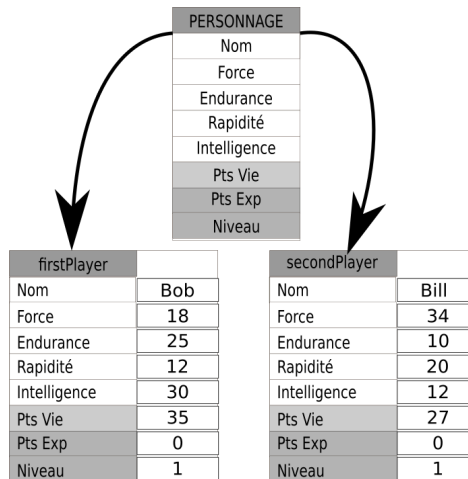 PERSONNAGE
Nom
Force
Endurance
Rapidité
Intelligence
Pts Vie
Pts Exp
Niveau
firstPlayer
Nom Bob
Force 18
Endurance 25
Rapidité 12
Intelligence 30
Pts Vie 35
Pts Exp 0
Niveau 1
secondPlayer
Nom Bill
Force 34
Endurance 10
Rapidité 20
Intelligence 12
Pts Vie 27
Pts Exp 0
Niveau 1